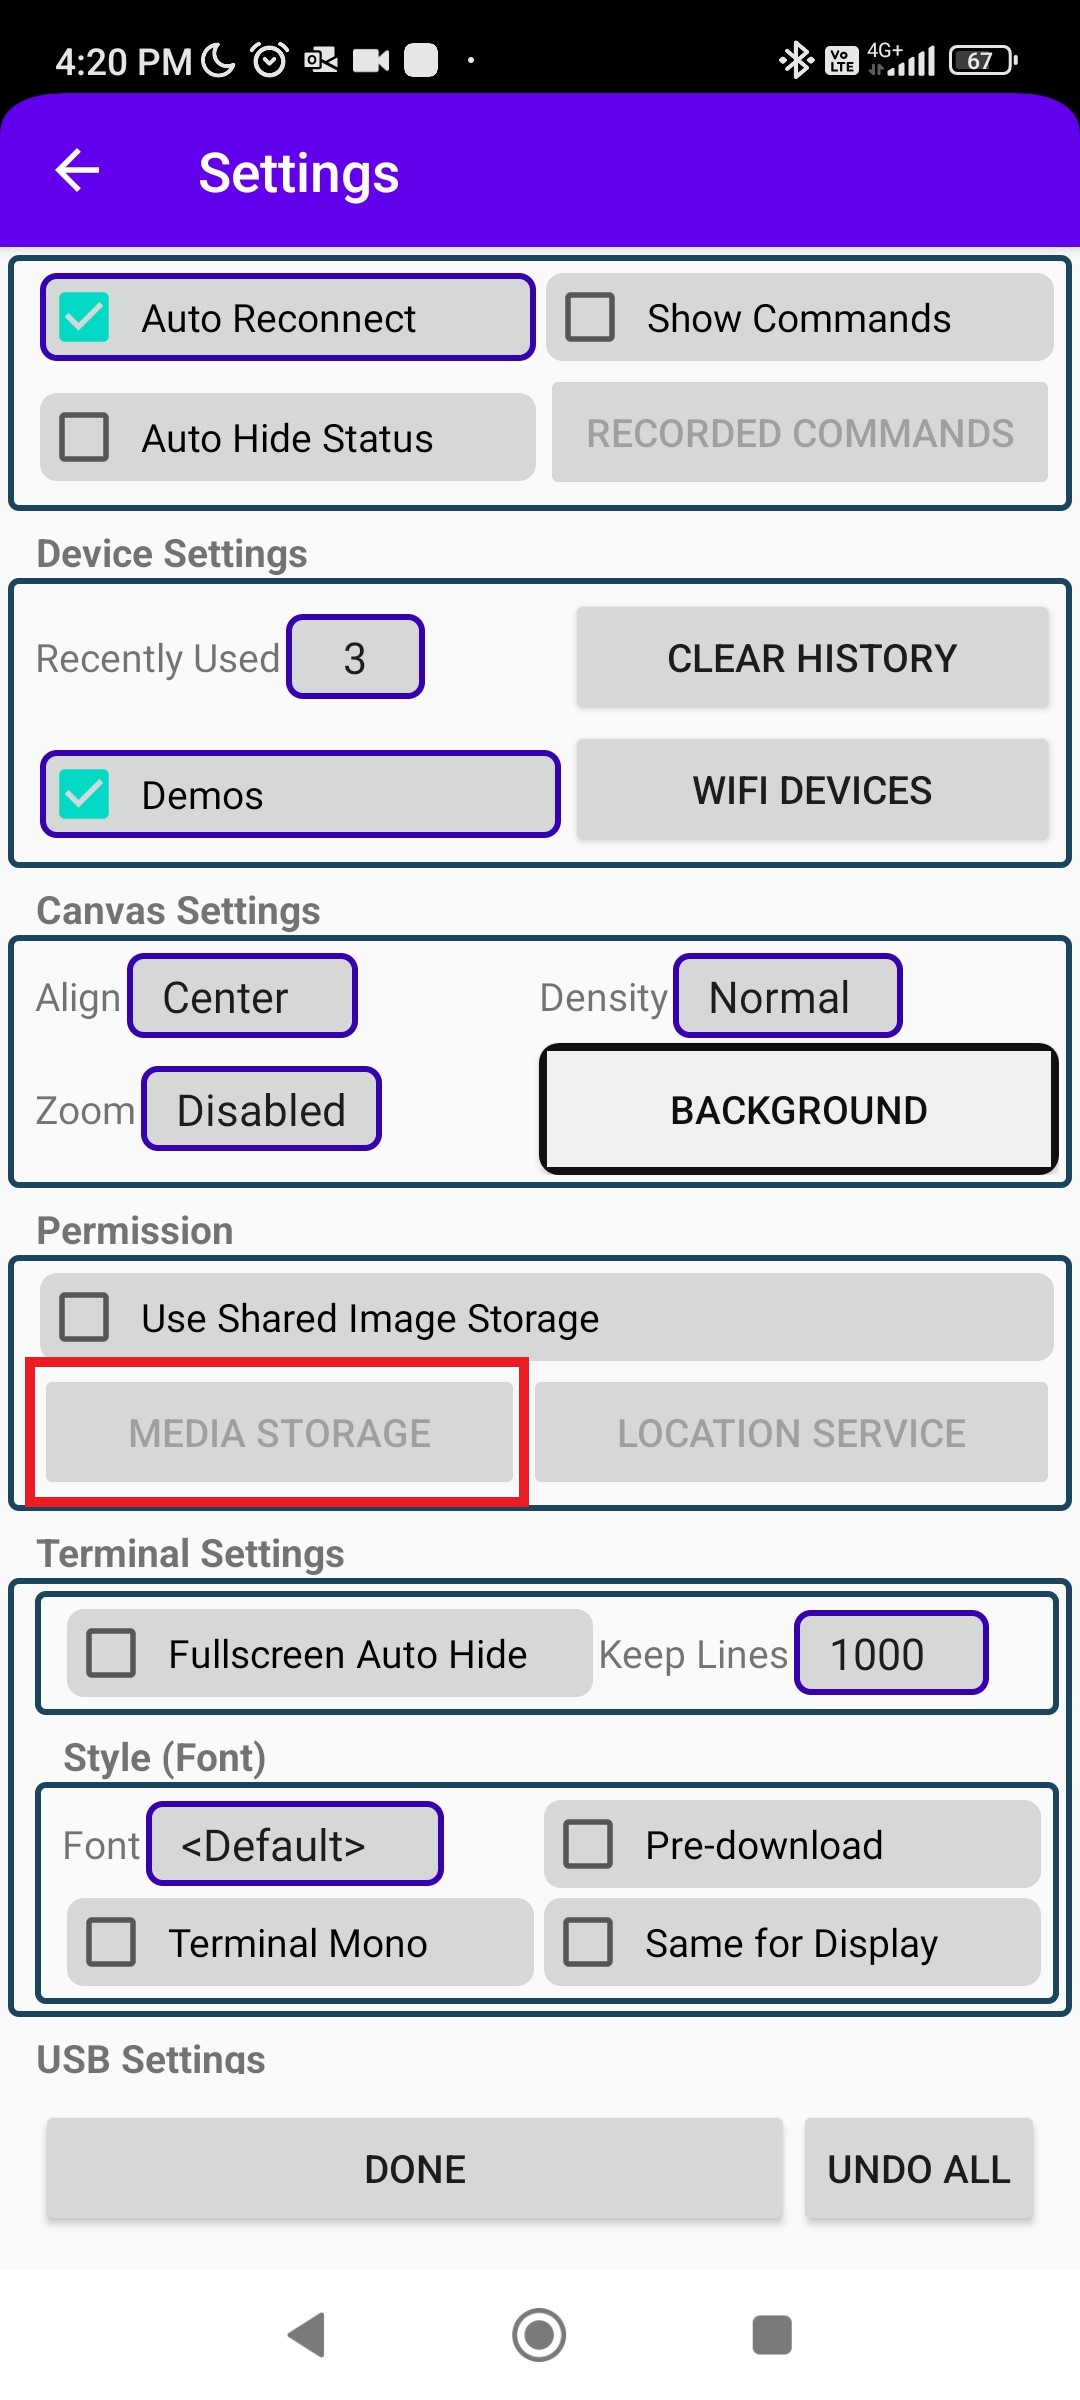 4:20 PM
Vo LTE 4G+ 67
Settings
Auto Reconnect Show Commands
Auto Hide Status RECORDED COMMANDS
Device Settings
Recently Used 3 CLEAR HISTORY
Demos WIFI DEVICES
Canvas Settings
Align Center Density Normal
Zoom Disabled BACKGROUND
Permission
Use Shared Image Storage
MEDIA STORAGE LOCATION SERVICE
Terminal Settings
Fullscreen Auto Hide Keep Lines 1000
Style (Font)
Font <Default> Pre-download
Terminal Mono Same for Display
USB Settings
DONE UNDO ALL